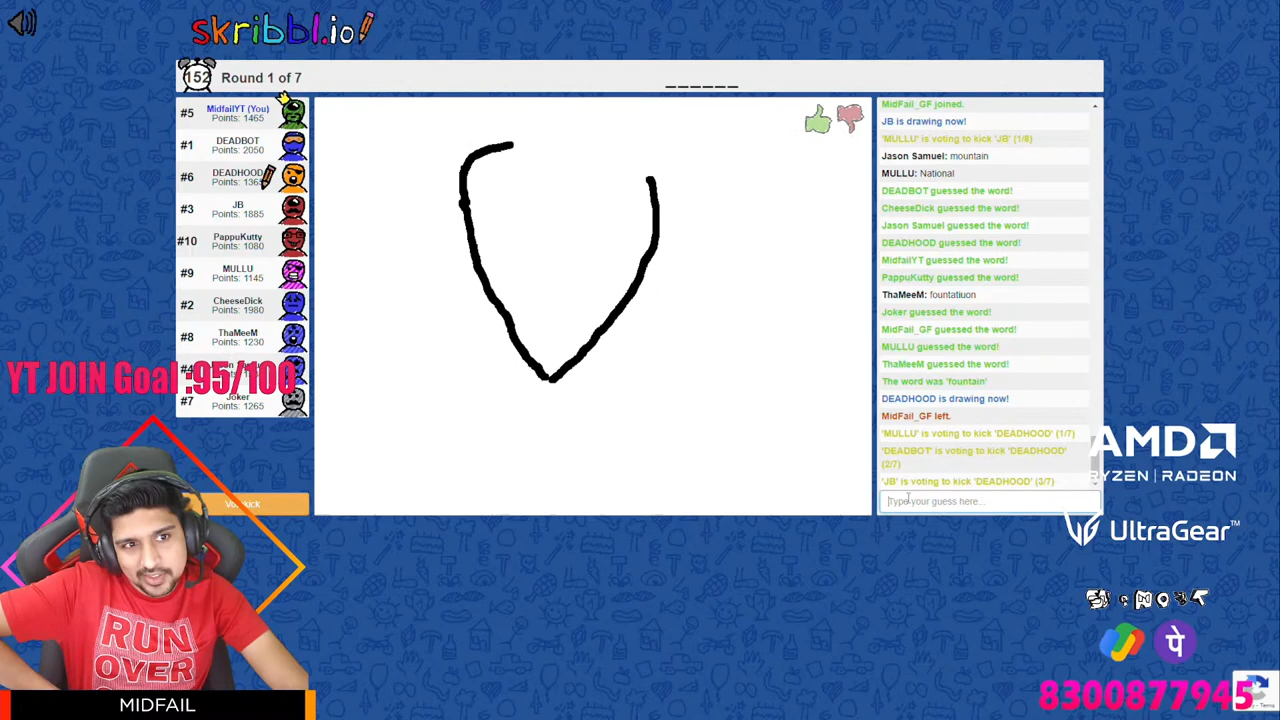 skribbl.io
152
Round 1 of 7
______
#5
MidfailYT (You)
Points: 1465
#1
DEADBOT
Points: 2050
#6
DEADHOOD
Points: 1365
#3
JB
Points: 1885
#10
PappuKutty
Points: 1080
#9
MULLU
Points: 1145
#2
CheeseDick
Points: 1980
#8
ThaMeeM
Points: 1230
#7
Joker
Points: 1265
YT JOIN Goal :95/100
MidFail_GF joined.
JB is drawing now!
'MULLU' is voting to kick 'JB' (1/8)
Jason Samuel: mountain
MULLU: National
DEADBOT guessed the word!
CheeseDick guessed the word!
Jason Samuel guessed the word!
DEADHOOD guessed the word!
MidfailYT guessed the word!
PappuKutty guessed the word!
ThaMeeM: fountatiuon
Joker guessed the word!
MidFail_GF guessed the word!
MULLU guessed the word!
ThaMeeM guessed the word!
The word was 'fountain'
DEADHOOD is drawing now!
MidFail_GF left.
'MULLU' is voting to kick 'DEADHOOD' (1/7)
'DEADBOT' is voting to kick 'DEADHOOD'
(2/7)
'JB' is voting to kick 'DEADHOOD' (3/7)
Type your guess here...
AMD
RYZEN | RADEON
UltraGear™
पे
8300877945
RUN
OVER
MIDFAIL